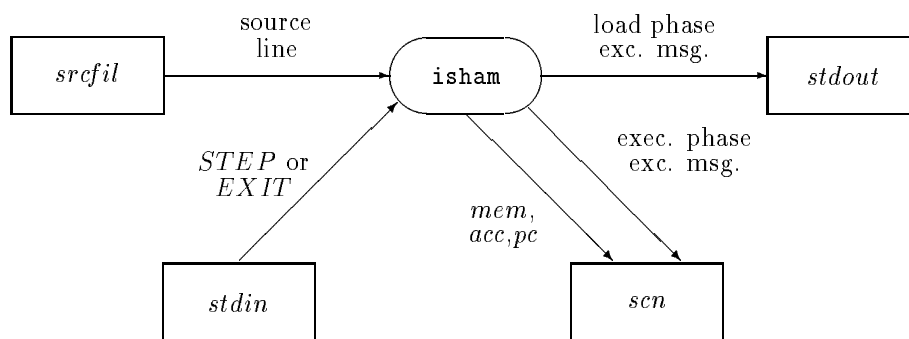 source
line
load phase
exc. msg.
srcfil
isham
stdout
exec. phase
exc. msg.
STEP or
EXIT
mem,
acc,pc
stdin
scn